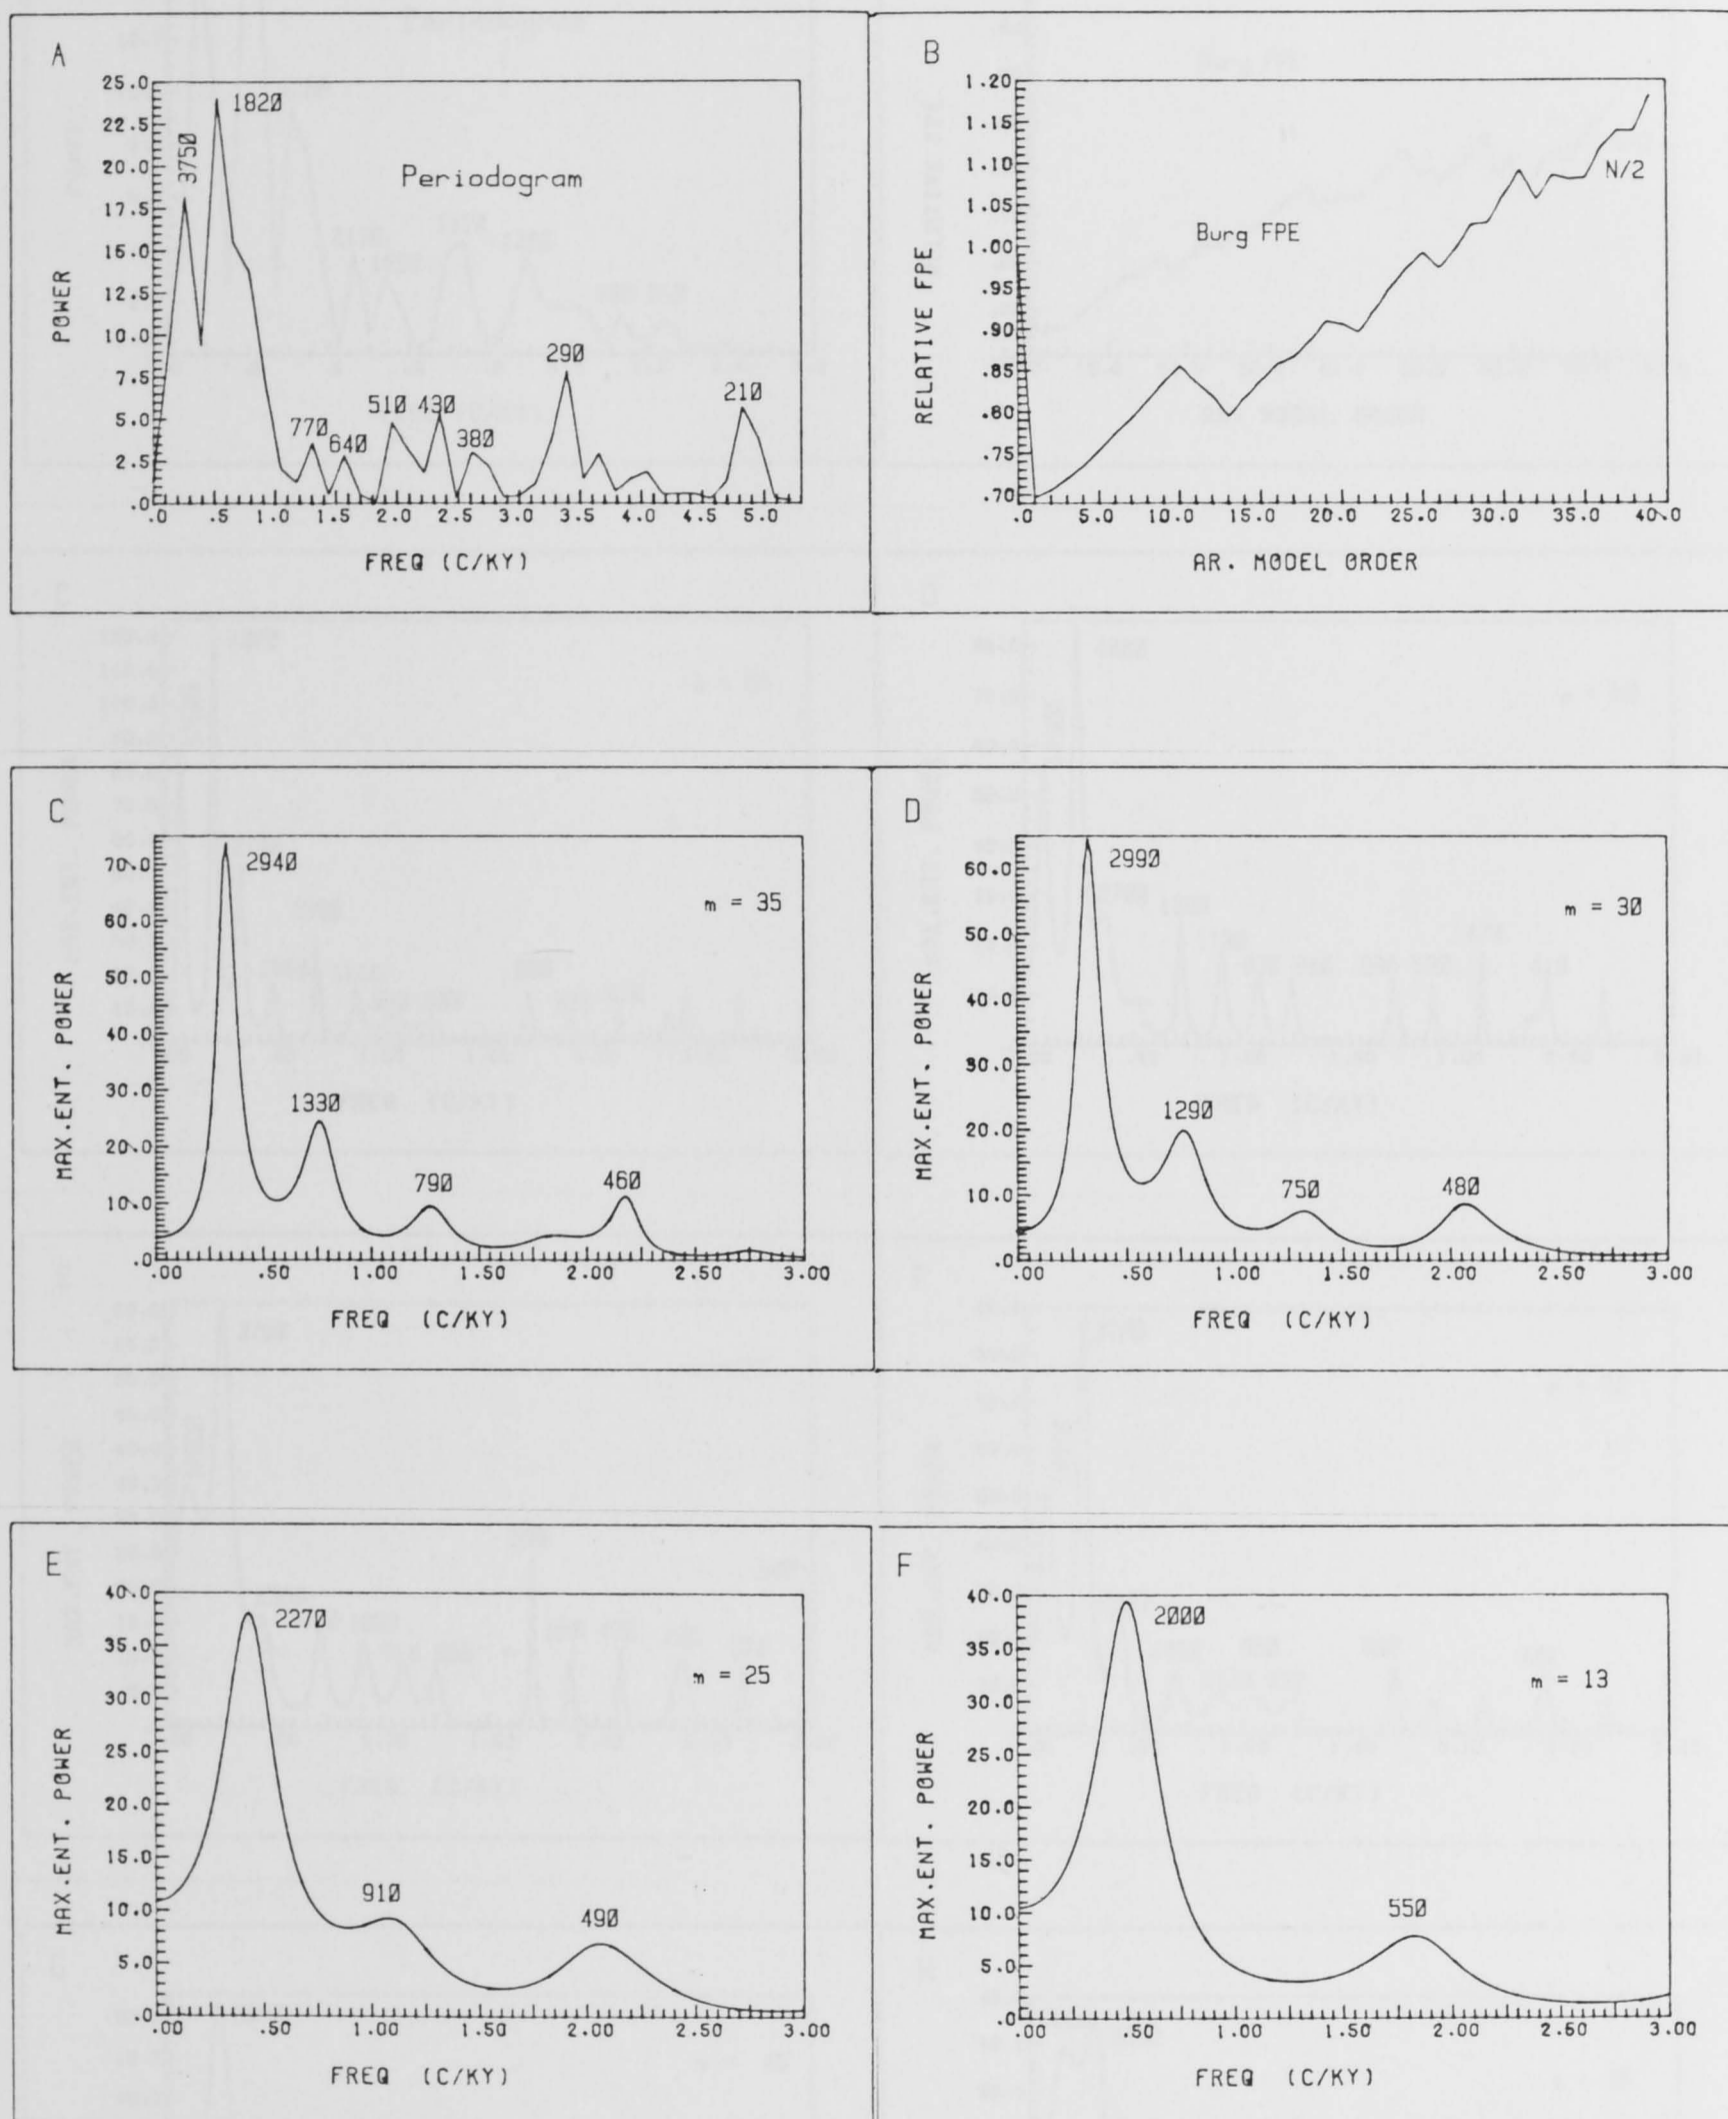 A
25.0
22.5
20.0
17.5
15.0
12.5
10.0
7.5
5.0
2.5
.0
POWER
3750
1820
Periodogram
770
640
510
430
380
290
210
.0 .5 1.0 1.5 2.0 2.5 3.0 3.5 4.0 4.5 5.0
FREQ (C/KY)
B
1.20
1.15
1.10
1.05
1.00
.95
.90
.85
.80
.75
.70
RELATIVE FPE
Burg FPE
N/2
.0 5.0 10.0 15.0 20.0 25.0 30.0 35.0 40.0
AR. MODEL ORDER
C
70.0
60.0
50.0
40.0
30.0
20.0
10.0
.0
MAX.ENT. POWER
2940
m = 35
1330
790
460
.00 .50 1.00 1.50 2.00 2.50 3.00
FREQ (C/KY)
D
60.0
50.0
40.0
30.0
20.0
10.0
.0
MAX.ENT. POWER
2990
m = 30
1290
750
480
.00 .50 1.00 1.50 2.00 2.50 3.00
FREQ (C/KY)
E
40.0
35.0
30.0
25.0
20.0
15.0
10.0
5.0
.0
MAX.ENT. POWER
2270
m = 25
910
490
.00 .50 1.00 1.50 2.00 2.50 3.00
FREQ (C/KY)
F
40.0
35.0
30.0
25.0
20.0
15.0
10.0
5.0
.0
MAX.ENT. POWER
2000
m = 13
550
.00 .50 1.00 1.50 2.00 2.50 3.00
FREQ (C/KY)